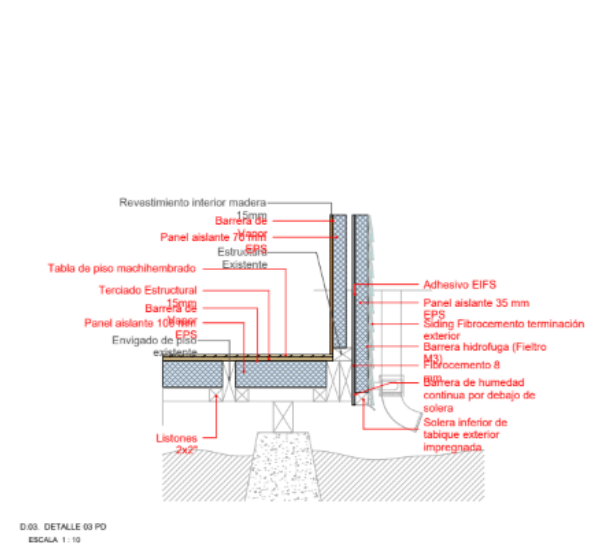 Revestimiento interior madera
15mm
Barrera de
Vapor
Panel aislante 70 mm
EPS
Estructura
Existente
Tabla de piso machihembrado
Terciado Estructural
15mm
Barrera de
Vapor
Panel aislante 100 mm
EPS
Envigado de piso
existente
Listones
2x2"
Adhesivo EIFS
Panel aislante 35 mm
EPS
Siding Fibrocemento terminación
exterior
Barrera hidrofuga (Fieltro
M3)
Fibrocemento 8
mm
Barrera de humedad
continua por debajo de
solera
Solera inferior de
tabique exterior
impregnada.
D.03. DETALLE 03 PD
ESCALA 1 : 10